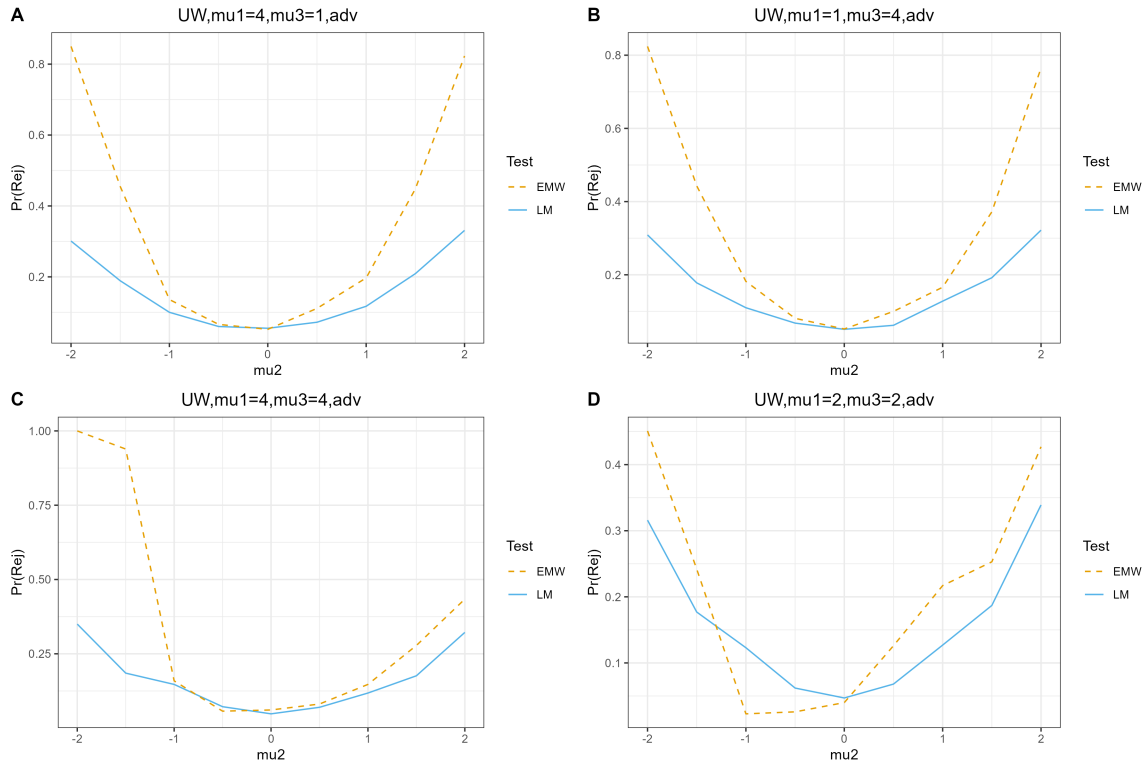 A
UW,mu1=4,mu3=1,adv
Pr(Rej)
0.8
0.6
0.4
0.2
-2 -1 0 1 2
mu2
Test
EMW
LM
B
UW,mu1=1,mu3=4,adv
Pr(Rej)
0.8
0.6
0.4
0.2
-2 -1 0 1 2
mu2
Test
EMW
LM
C
UW,mu1=4,mu3=4,adv
Pr(Rej)
1.00
0.75
0.50
0.25
-2 -1 0 1 2
mu2
Test
EMW
LM
D
UW,mu1=2,mu3=2,adv
Pr(Rej)
0.4
0.3
0.2
0.1
-2 -1 0 1 2
mu2
Test
EMW
LM